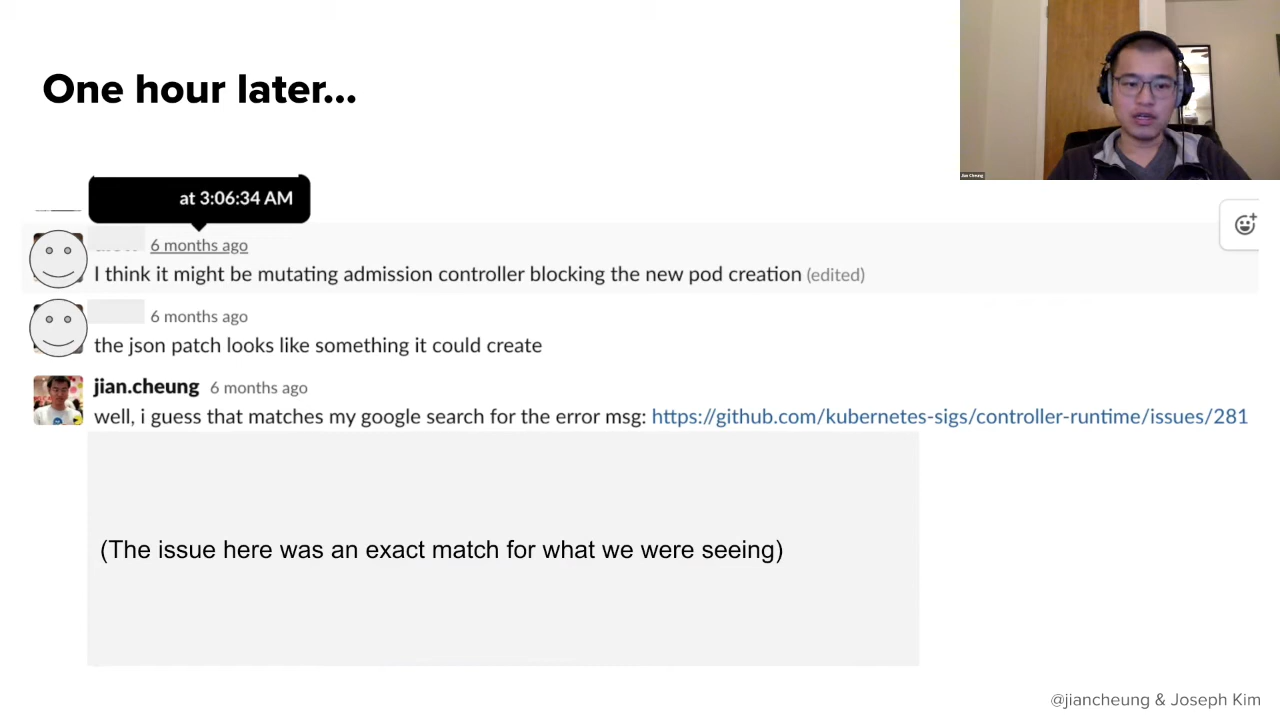 One hour later...
Jian Cheung
at 3:06:34 AM
6 months ago
I think it might be mutating admission controller blocking the new pod creation (edited)
6 months ago
the json patch looks like something it could create
jian.cheung 6 months ago
well, i guess that matches my google search for the error msg: https://github.com/kubernetes-sigs/controller-runtime/issues/281
(The issue here was an exact match for what we were seeing)
@jiancheung & Joseph Kim